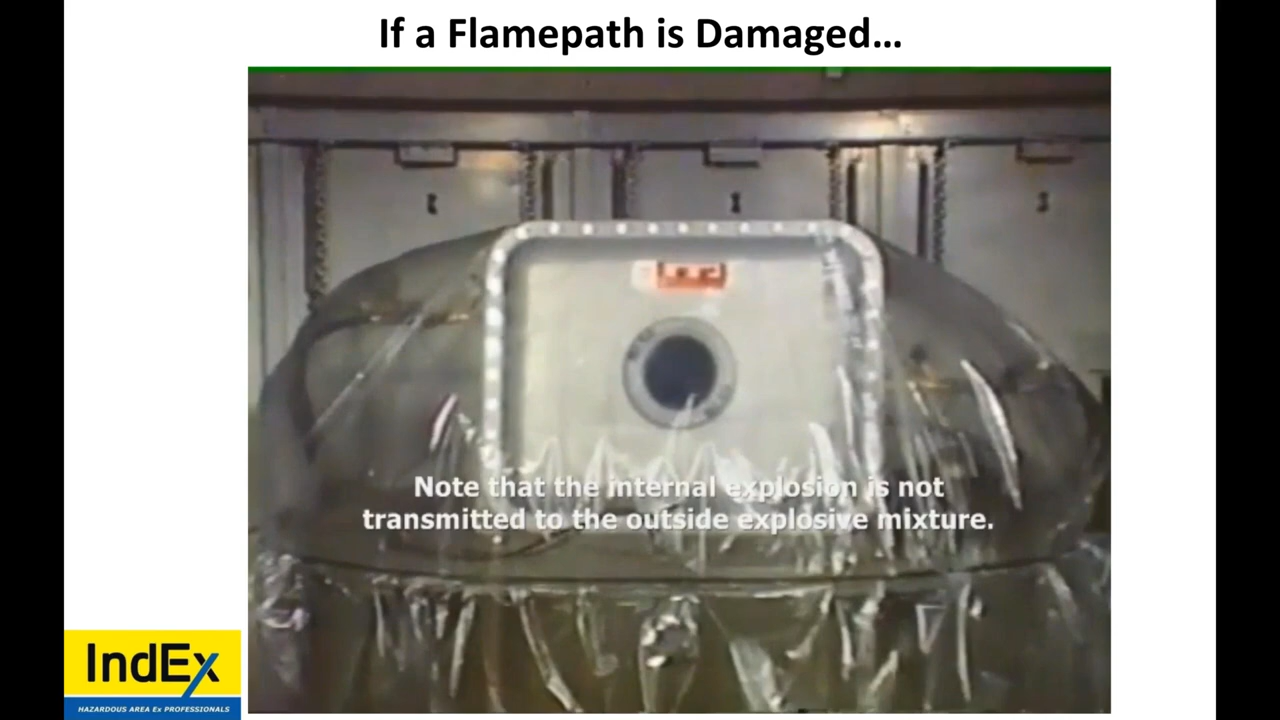 If a Flamepath is Damaged...
Note that the internal explosion is not
transmitted to the outside explosive mixture.
IndEx
HAZARDOUS AREA Ex PROFESSIONALS